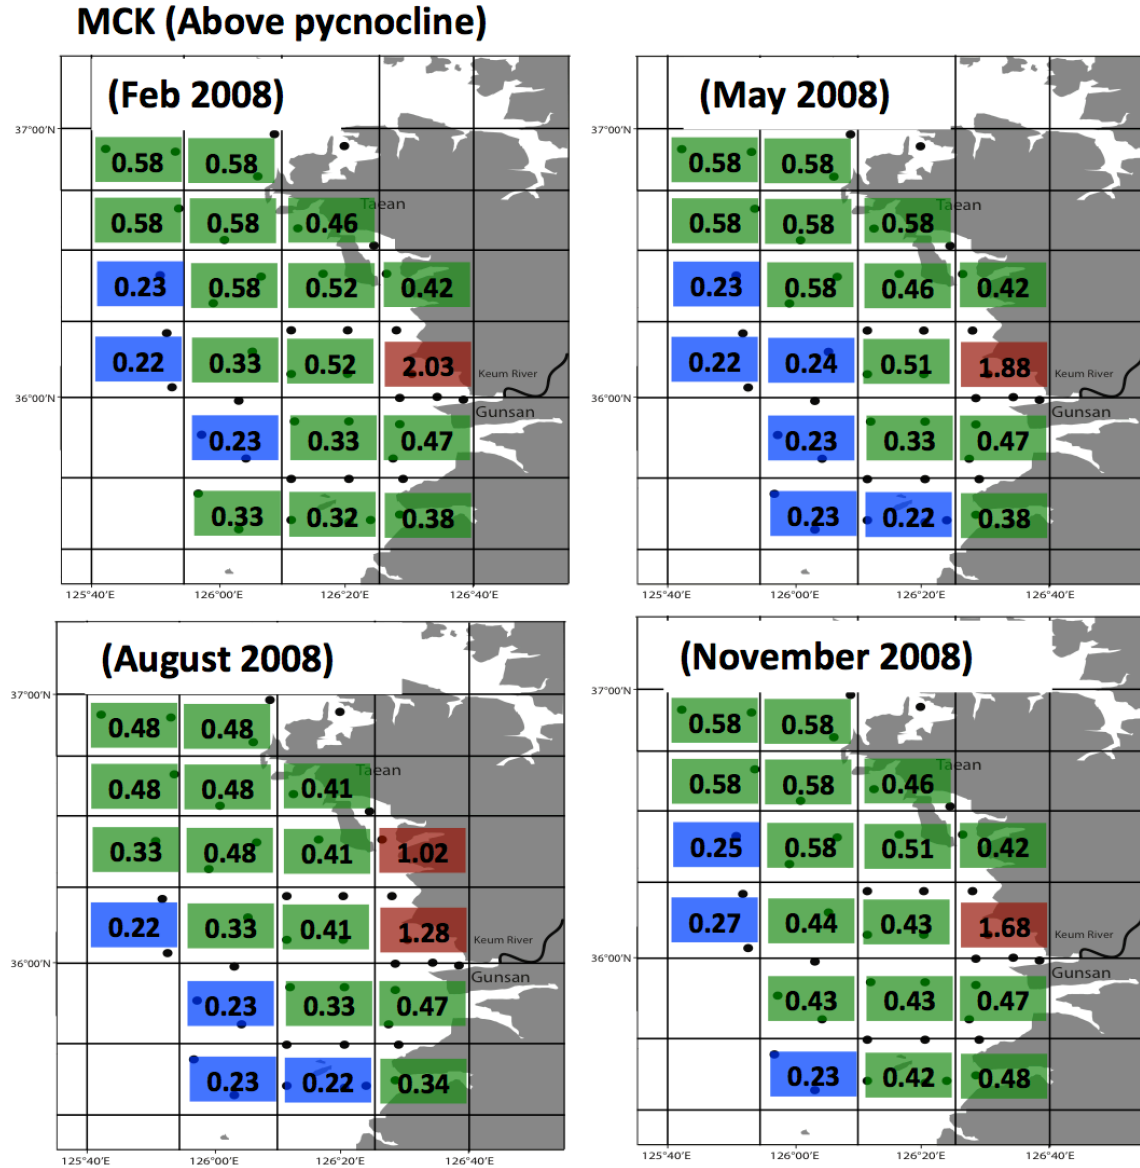 MCK (Above pycnocline)
(Feb 2008)
37°00'N
0.58 0.58
Taean
0.58 0.58 0.46
0.23 0.58 0.52 0.42
0.22 0.33 0.52 2.03
Keum River
36°00'N
Gunsan
0.23 0.33 0.47
0.33 0.32 0.38
125°40'E 126°00'E 126°20'E 126°40'E
(May 2008)
37°00'N
0.58 0.58
Taean
0.58 0.58 0.58
0.23 0.58 0.46 0.42
0.22 0.24 0.51 1.88
Keum River
36°00'N
Gunsan
0.23 0.33 0.47
0.23 0.22 0.38
125°40'E 126°00'E 126°20'E 126°40'E
(August 2008)
37°00'N
0.48 0.48
Taean
0.48 0.48 0.41
0.33 0.48 0.41 1.02
0.22 0.33 0.41 1.28
Keum River
36°00'N
Gunsan
0.23 0.33 0.47
0.23 0.22 0.34
125°40'E 126°00'E 126°20'E 126°40'E
(November 2008)
37°00'N
0.58 0.58
Taean
0.58 0.58 0.46
0.25 0.58 0.51 0.42
0.27 0.44 0.43 1.68
Keum River
36°00'N
Gunsan
0.43 0.43 0.47
0.23 0.42 0.48
125°40'E 126°00'E 126°20'E 126°40'E